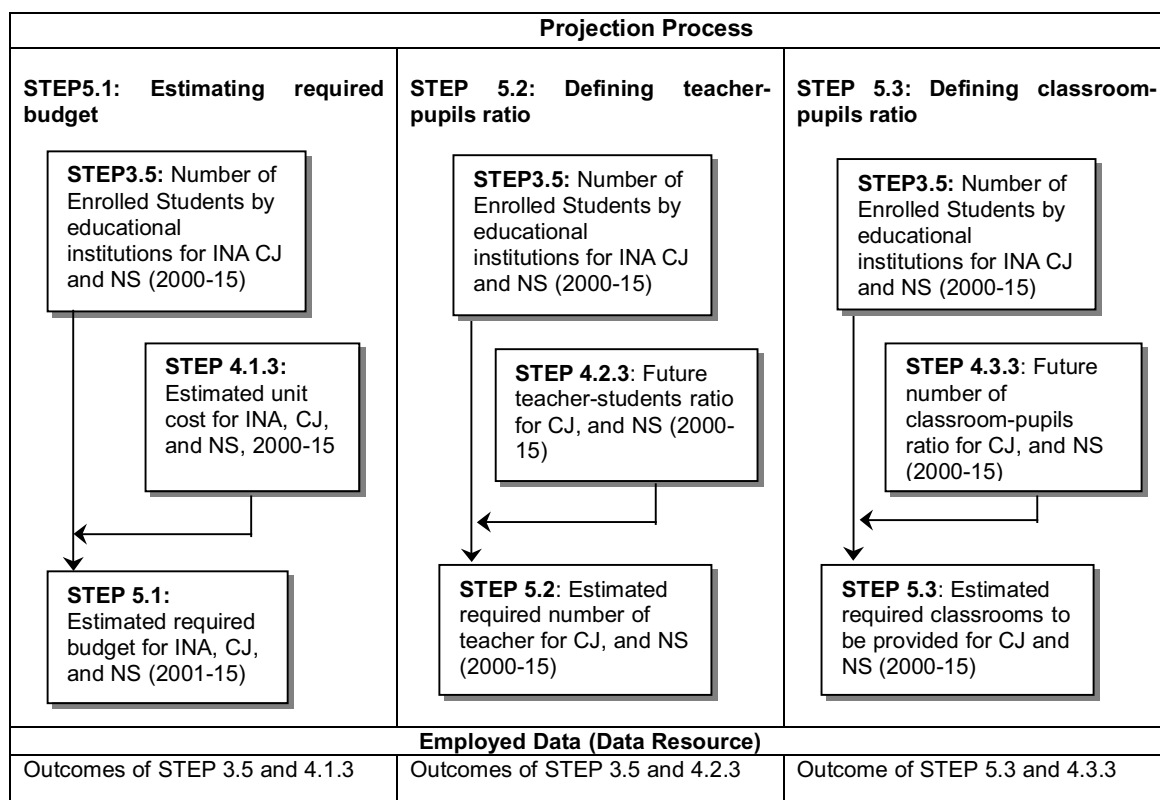 Projection Process
STEP5.1: Estimating required
budget
STEP3.5: Number of
Enrolled Students by
educational
institutions for INA CJ
and NS (2000-15)
STEP 4.1.3:
Estimated unit
cost for INA, CJ,
and NS, 2000-15
STEP 5.1:
Estimated required
budget for INA, CJ,
and NS (2001-15)
STEP 5.2: Defining teacher-
pupils ratio
STEP3.5: Number of
Enrolled Students by
educational
institutions for INA CJ
and NS (2000-15)
STEP 4.2.3: Future
teacher-students ratio
for CJ, and NS (2000-
15)
STEP 5.2: Estimated
required number of
teacher for CJ, and NS
(2000-15)
STEP 5.3: Defining classroom-
pupils ratio
STEP3.5: Number of
Enrolled Students by
educational
institutions for INA CJ
and NS (2000-15)
STEP 4.3.3: Future
number of
classroom-pupils
ratio for CJ, and NS
(2000-15)
STEP 5.3: Estimated
required classrooms to
be provided for CJ and
NS (2000-15)
Employed Data (Data Resource)
Outcomes of STEP 3.5 and 4.1.3
Outcomes of STEP 3.5 and 4.2.3
Outcome of STEP 5.3 and 4.3.3